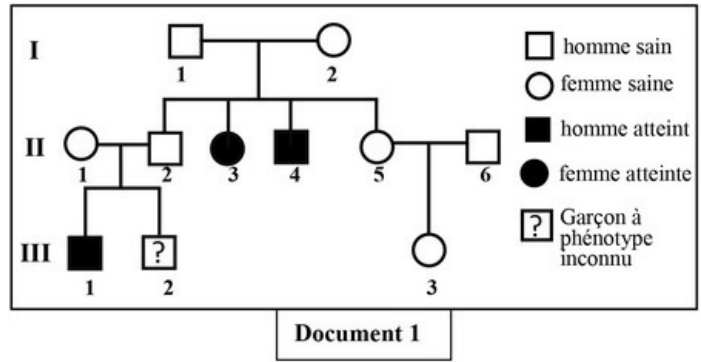 I
1
2
homme sain
femme saine
II
1
2
3
4
5
6
homme atteint
femme atteinte
III
?
1
2
3
?
Garçon à
phénotype
inconnu
Document 1